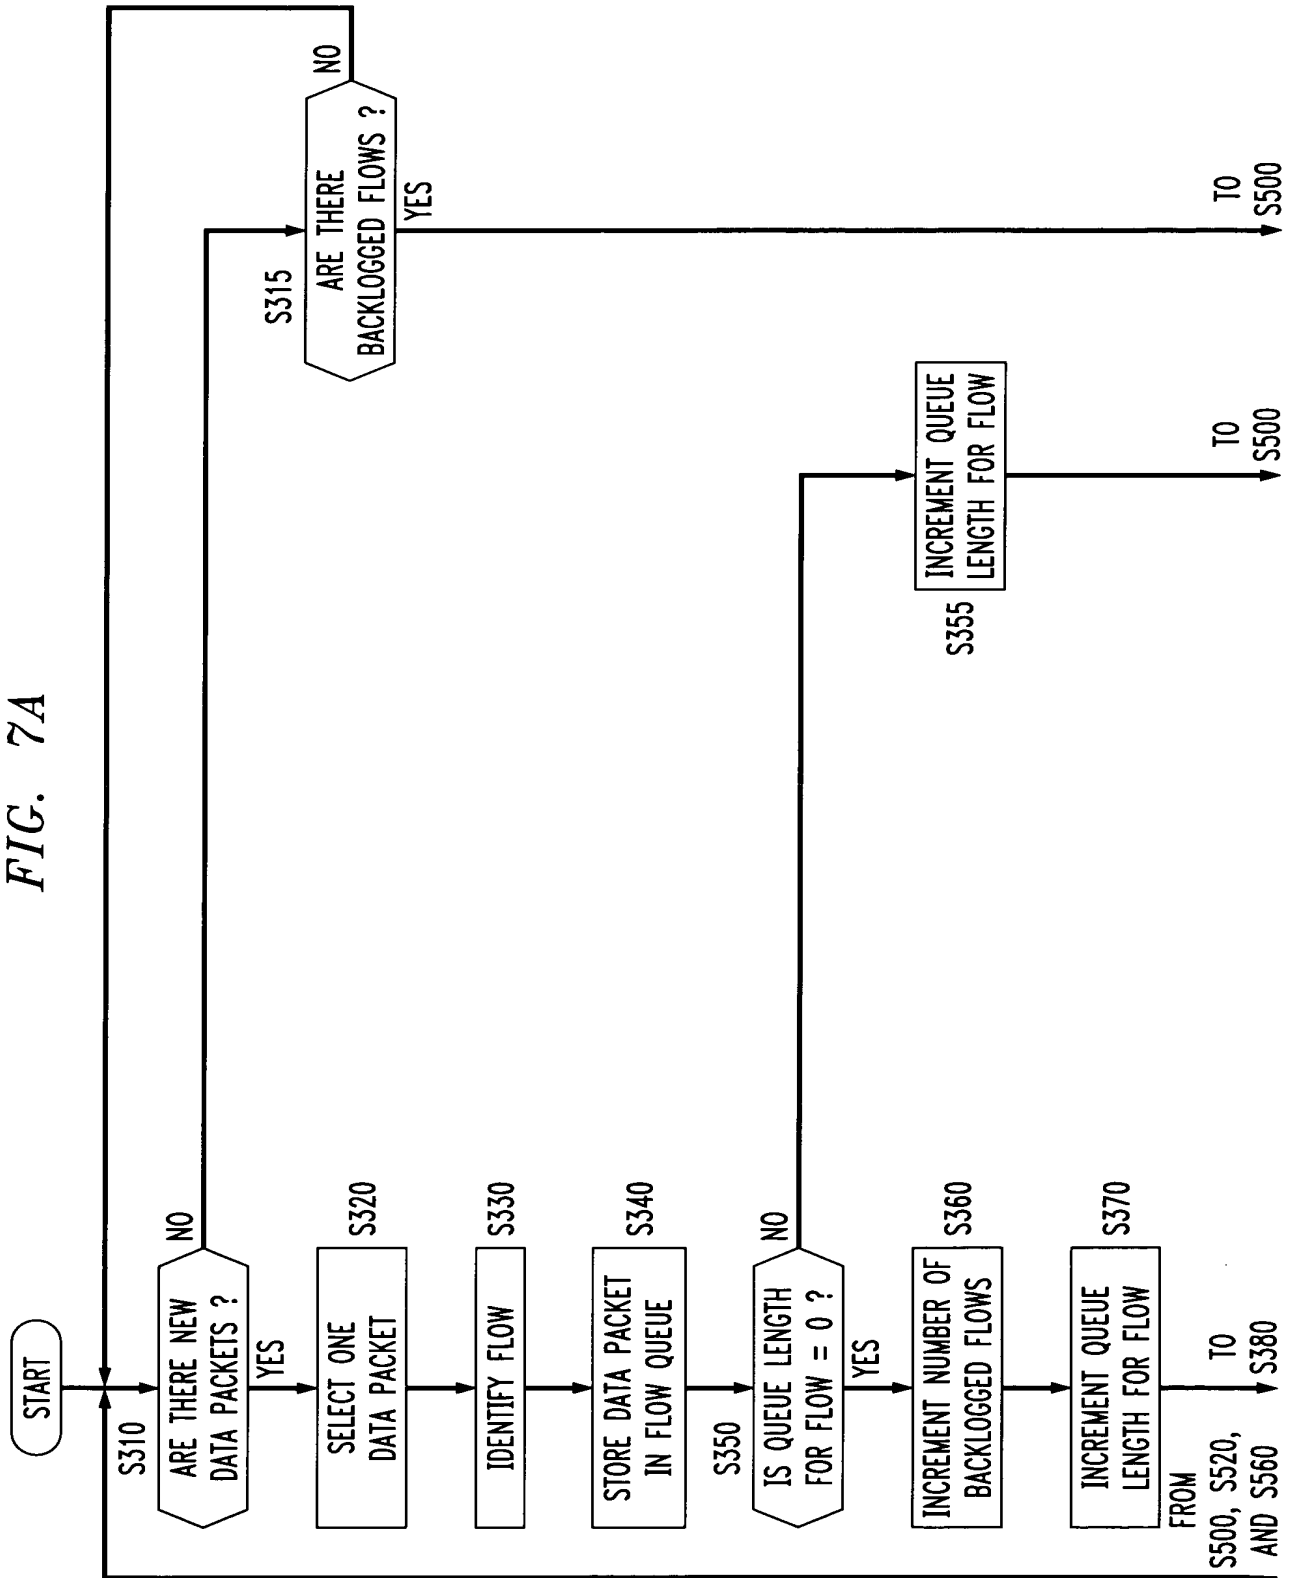 FIG. 7A
START
S310
ARE THERE NEW
DATA PACKETS ?
NO
YES
S315
ARE THERE
BACKLOGGED FLOWS ?
NO
YES
TO
S500
SELECT ONE
DATA PACKET
S320
IDENTIFY FLOW
S330
STORE DATA PACKET
IN FLOW QUEUE
S340
S350
IS QUEUE LENGTH
FOR FLOW = 0 ?
NO
YES
S355
INCREMENT QUEUE
LENGTH FOR FLOW
TO
S500
INCREMENT NUMBER OF
BACKLOGGED FLOWS
S360
INCREMENT QUEUE
LENGTH FOR FLOW
S370
FROM
S500, S520,
AND S560
TO
S380